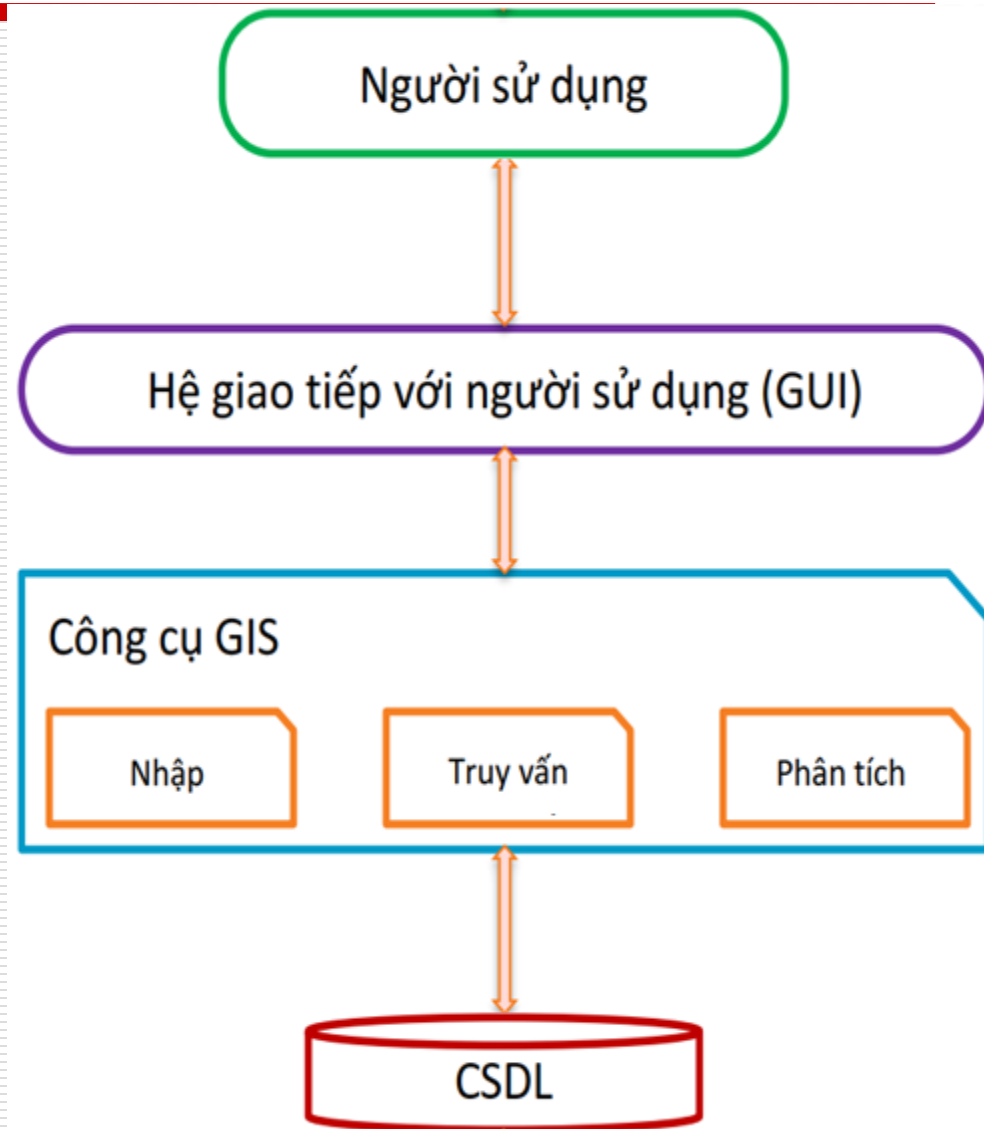 Người sử dụng
Hệ giao tiếp với người sử dụng (GUI)
Công cụ GIS
Nhập
Truy vấn
Phân tích
CSDL